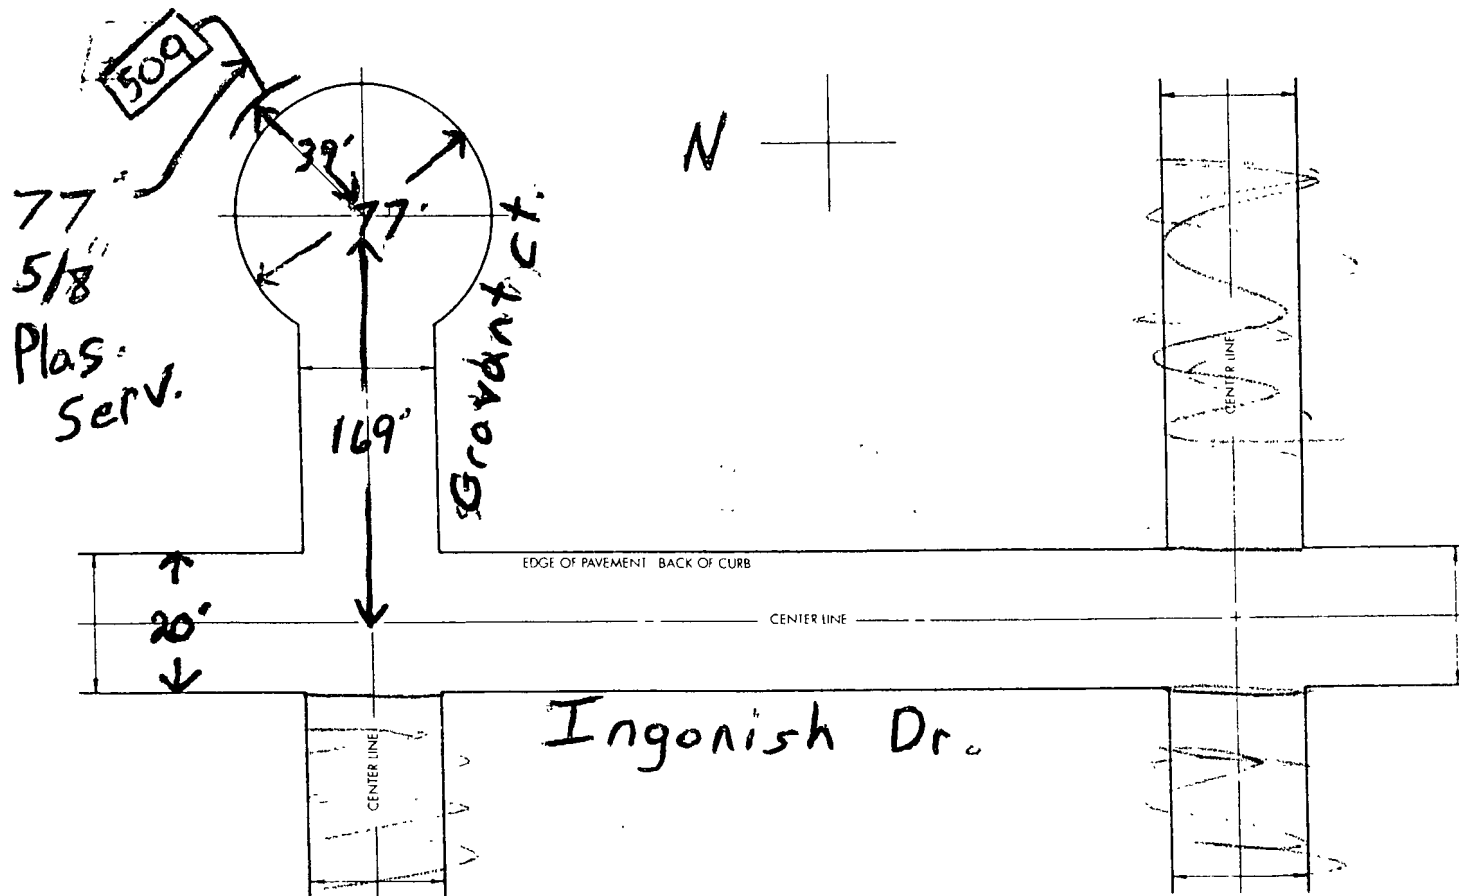 509
39'
77'
N
77'
5/8"
Plas.
Serv.
169'
Gravant Ct.
EDGE OF PAVEMENT BACK OF CURB
20'
CENTER LINE
CENTER LINE
Ingonish Dr.
CENTER LINE